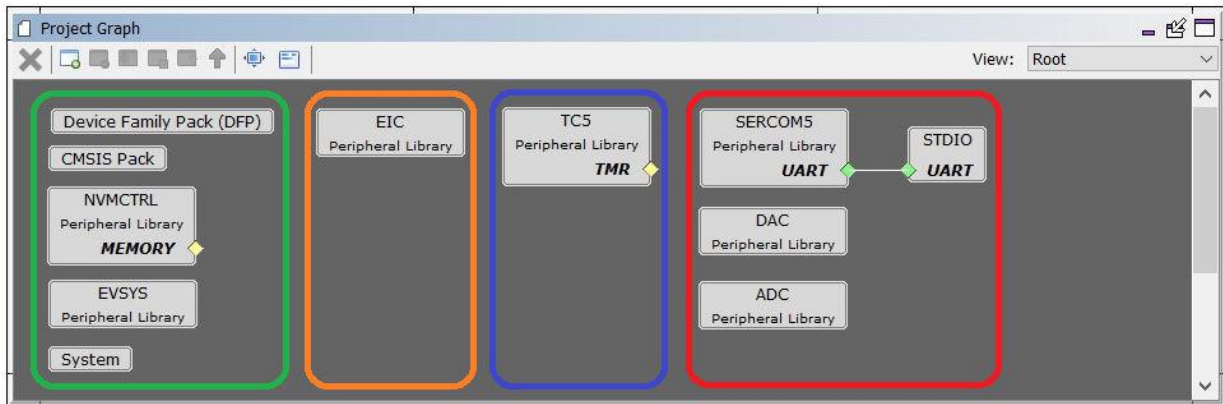 Project Graph
View: Root
Device Family Pack (DFP)
CMSIS Pack
NVMCTRL
Peripheral Library
MEMORY
EVSYS
Peripheral Library
System
EIC
Peripheral Library
TC5
Peripheral Library
TMR
SERCOM5
Peripheral Library
UART
STDIO
UART
DAC
Peripheral Library
ADC
Peripheral Library